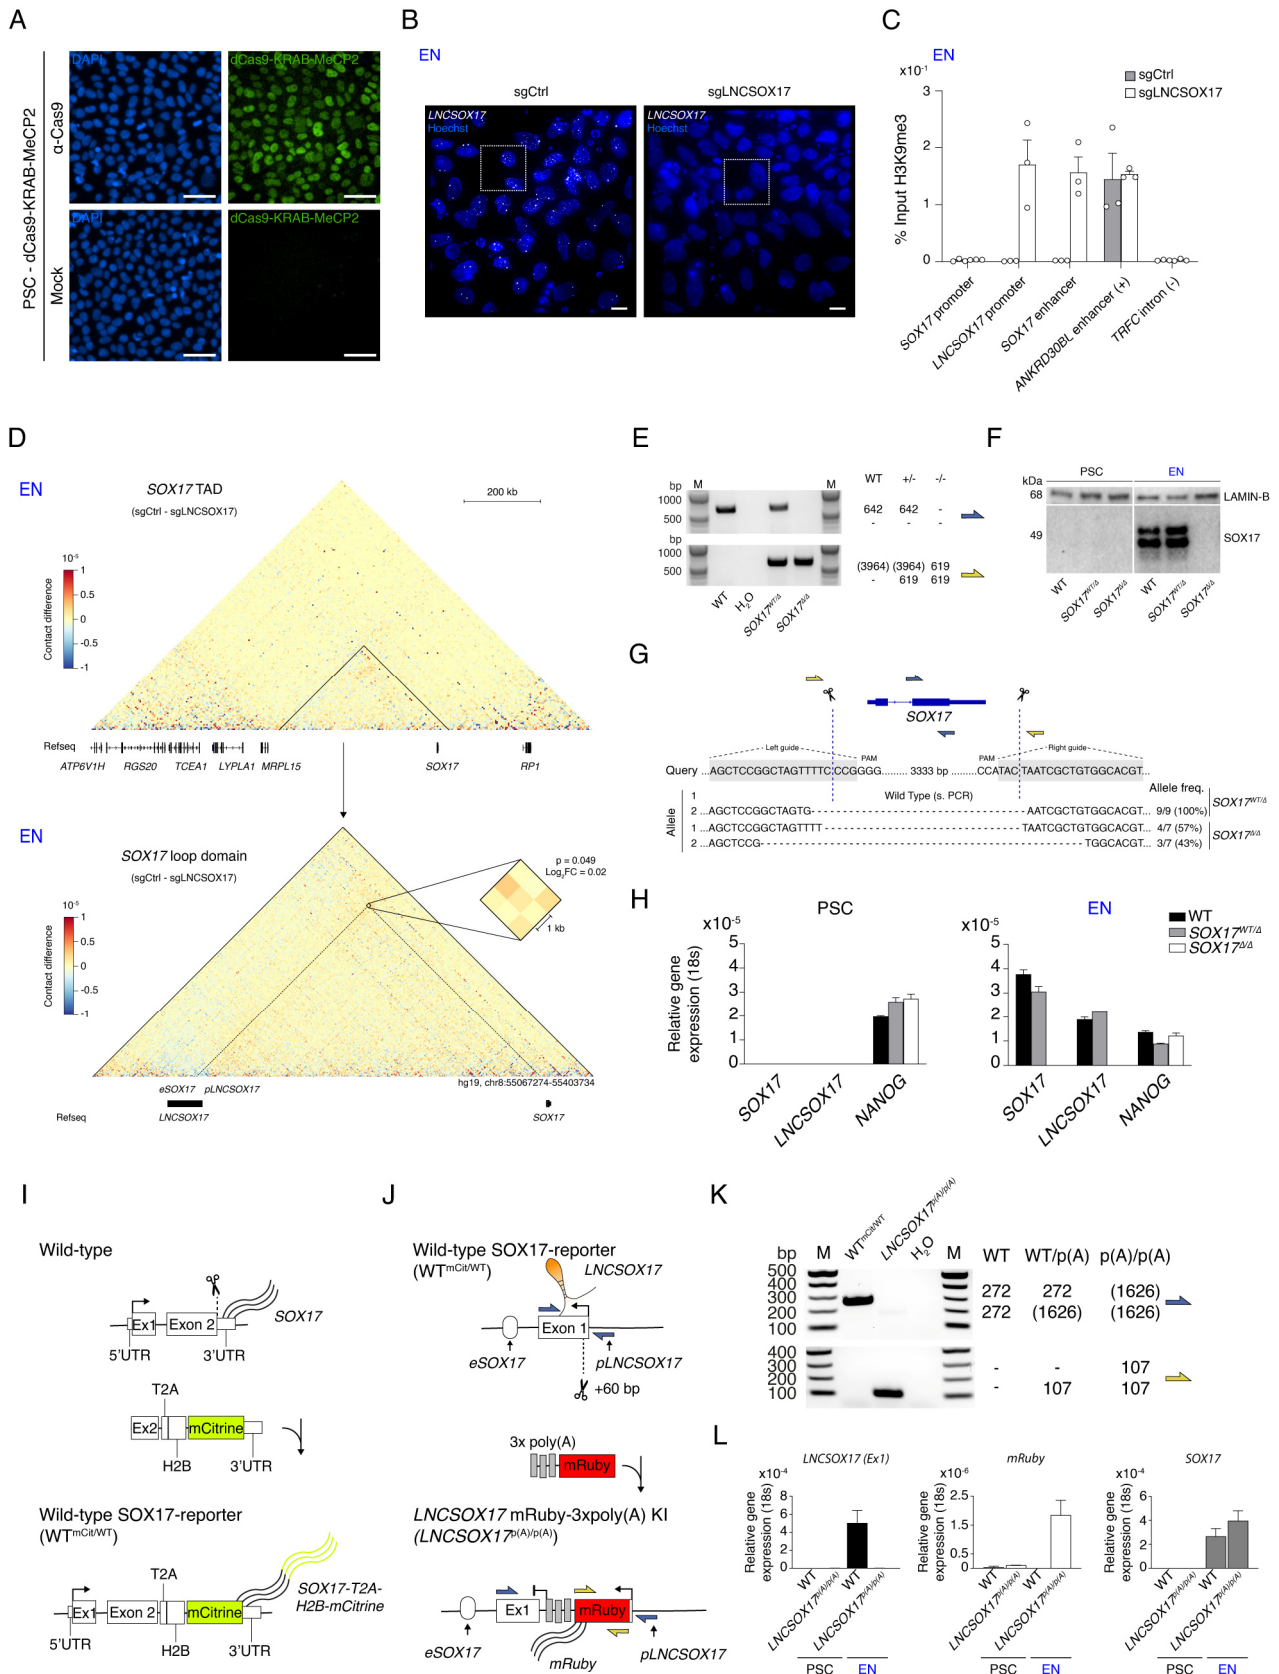 A
PSC - dCas9-KRAB-MeCP2
α-Cas9
Mock
DAPI
dCas9-KRAB-MeCP2
DAPI
dCas9-KRAB-MeCP2
B
EN
sgCtrl
sgLNCSOX17
LNCSOX17
Hoechst
LNCSOX17
Hoechst
C
EN
x10-1
sgCtrl
sgLNCSOX17
% Input H3K9me3
3
2
1
0
SOX17 promoter
LNCSOX17 promoter
SOX17 enhancer
ANKRD30BL enhancer (+)
TRFC intron (-)
D
EN
SOX17 TAD
(sgCtrl - sgLNCSOX17)
200 kb
10-5
Contact difference
1
0.5
0
-0.5
-1
Refseq
ATP6V1H RGS20 TCEA1 LYPLA1 MRPL15 SOX17 RP1
EN
SOX17 loop domain
(sgCtrl - sgLNCSOX17)
p = 0.049
Log2FC = 0.02
1 kb
10-5
Contact difference
1
0.5
0
-0.5
-1
hg19, chr8:55067274-55403734
eSOX17 pLNCSOX17
Refseq
LNCSOX17
SOX17
E
bp M M WT +/- -/-
1000
500
642 642 -
- - -
bp
1000
500
(3964) (3964) 619
- 619 619
WT
H2O
SOX17WT/Δ
SOX17Δ/Δ
F
PSC EN
kDa
68
LAMIN-B
49
SOX17
WT
SOX17WT/Δ
SOX17Δ/Δ
WT
SOX17WT/Δ
SOX17Δ/Δ
G
SOX17
Left guide PAM PAM Right guide
Query ...AGCTCCGGCTAGTTTTCCCGGGG........ 3333 bp ........CCATACTAATCGCTGTGGCACGT...
Allele freq.
Allele
1 Wild Type (s. PCR)
2 ...AGCTCCGGCTAGTG AATCGCTGTGGCACGT... 9/9 (100%) SOX17WT/Δ
1 ...AGCTCCGGCTAGTTTT TAATCGCTGTGGCACGT... 4/7 (57%) SOX17Δ/Δ
2 ...AGCTCCG TGGCACGT... 3/7 (43%)
H
x10-5 PSC
Relative gene expression (18s)
5
4
3
2
1
0
SOX17
LNCSOX17
NANOG
x10-5 EN
WT
SOX17WT/Δ
SOX17Δ/Δ
5
4
3
2
1
0
SOX17
LNCSOX17
NANOG
I
Wild-type
SOX17
Ex1 Exon 2
5'UTR 3'UTR
T2A
Ex2 mCitrine
H2B 3'UTR
Wild-type SOX17-reporter
(WTmCit/WT)
T2A
SOX17-T2A-
H2B-mCitrine
Ex1 Exon 2 mCitrine
5'UTR H2B 3'UTR
J
Wild-type SOX17-reporter
(WTmCit/WT)
LNCSOX17
Exon 1
eSOX17 pLNCSOX17
+60 bp
3x poly(A)
mRuby
LNCSOX17 mRuby-3xpoly(A) KI
(LNCSOX17p(A)/p(A))
Ex1 mRuby
eSOX17 mRuby pLNCSOX17
K
WTmCit/WT
LNCSOX17p(A)/p(A)
H2O
bp M M WT WT/p(A) p(A)/p(A)
500
400
300
200
100
272 272 (1626)
272 (1626) (1626)
400
300
200
100
- - 107
- 107 107
L
LNCSOX17 (Ex1)
x10-4
Relative gene expression (18s)
8
6
4
2
0
WT
LNCSOX17p(A)/p(A)
WT
LNCSOX17p(A)/p(A)
PSC EN
mRuby
x10-6
Relative gene expression (18s)
2.5
1.5
0.5
0
WT
LNCSOX17p(A)/p(A)
WT
LNCSOX17p(A)/p(A)
PSC EN
SOX17
x10-4
Relative gene expression (18s)
6
4
2
0
WT
LNCSOX17p(A)/p(A)
WT
LNCSOX17p(A)/p(A)
PSC EN